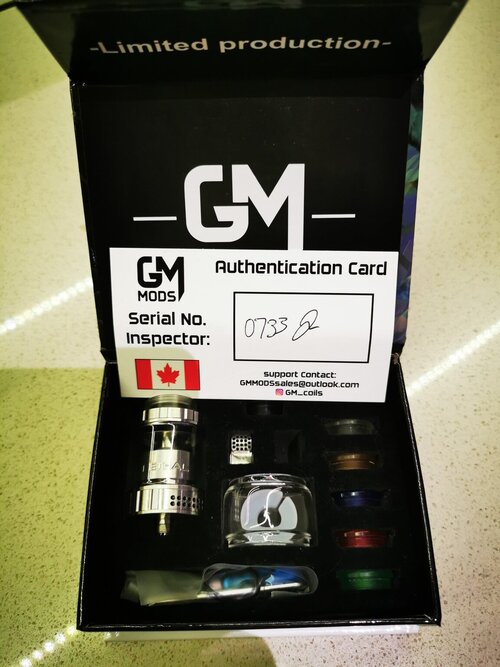 -Limited production-
GM
GM
MODS
Authentication Card
Serial No.
Inspector:
0733
support Contact:
GMMODSsales@outlook.com
GM_coils